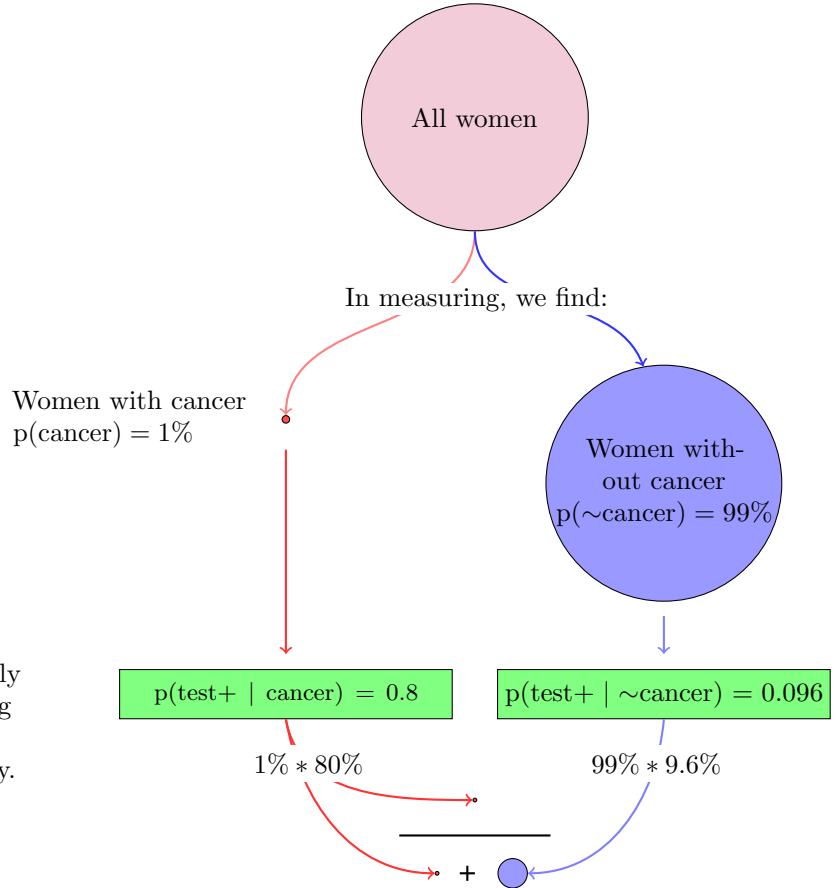 All women
In measuring, we find:
Women with cancer
p(cancer) = 1%
Women with-
out cancer
p(∼cancer) = 99%
ly
g
y.
p(test+ | cancer) = 0.8
p(test+ | ∼cancer) = 0.096
1% ∗ 80%
99% ∗ 9.6%
+